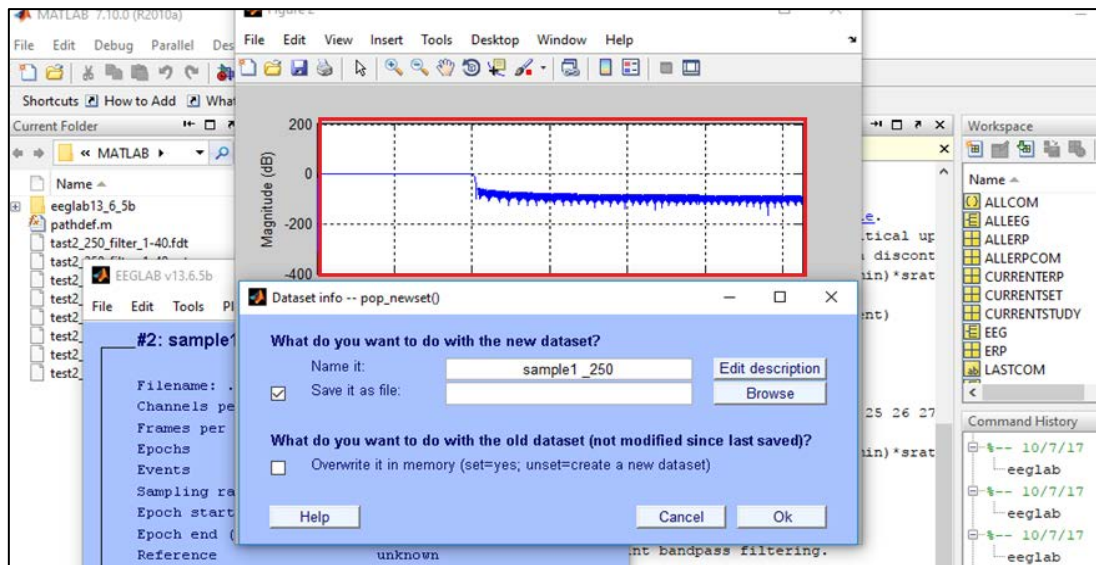 MATLAB 7.10.0 (R2010a)
File Edit Debug Parallel Des
Shortcuts How to Add What
Current Folder
« MATLAB
Name
eeglab13_6_5b
pathdef.m
tast2_250_filter_1-40.fdt
test2_
test2_
test2_
test2_
test2_
File Edit View Insert Tools Desktop Window Help
Magnitude (dB)
200
0
-200
-400
EEGLAB v13.6.5b
File Edit Tools Pl
#2: sample1
Filename: .
Channels pe
Frames per
Epochs
Events
Sampling ra
Epoch start
Epoch end (
Reference unknown
Dataset info -- pop_newset()
What do you want to do with the new dataset?
Name it: sample1 _250 Edit description
Save it as file: Browse
What do you want to do with the old dataset (not modified since last saved)?
Overwrite it in memory (set=yes; unset=create a new dataset)
Help Cancel Ok
e.
tical up
discont
in)*srat
ent)
25 26 27
in)*srat
nt bandpass filtering.
Workspace
Name
ALLCOM
ALLEEG
ALLERP
ALLERPCOM
CURRENTERP
CURRENTSET
CURRENTSTUDY
EEG
ERP
LASTCOM
Command History
%-- 10/7/17
eeglab
%-- 10/7/17
eeglab
%-- 10/7/17
eeglab